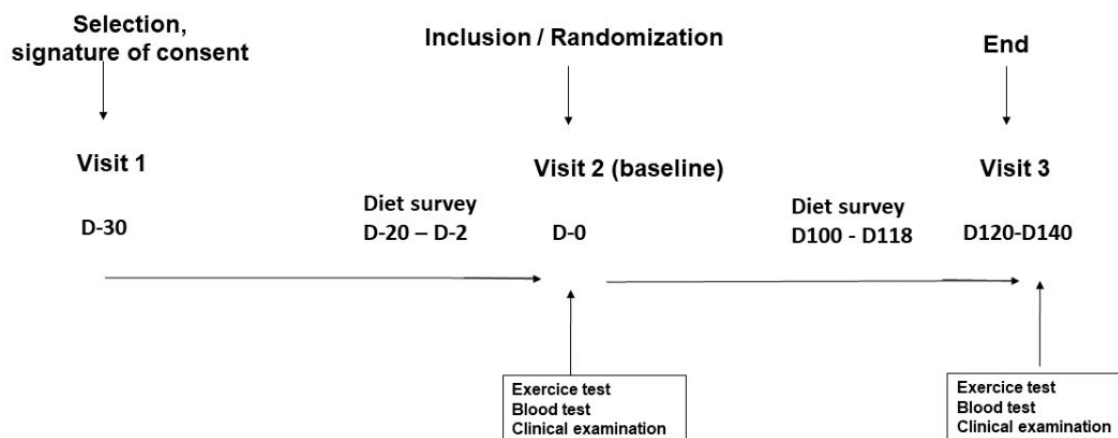 Selection,
signature of consent
Inclusion / Randomization
End
Visit 1
Visit 2 (baseline)
Visit 3
Diet survey
D-20 – D-2
Diet survey
D100 - D118
D-30
D-0
D120-D140
Exercice test
Blood test
Clinical examination
Exercice test
Blood test
Clinical examination